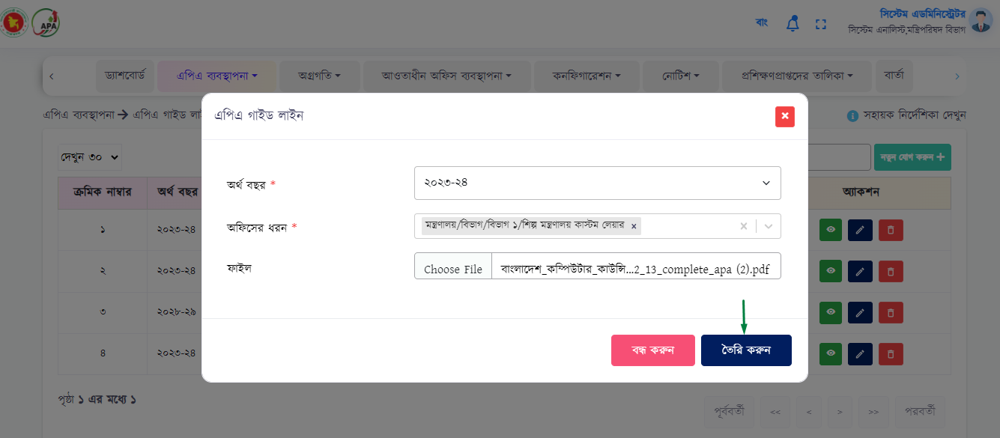 APA
বাং
সিস্টেম এডমিনিস্ট্রেটর
সিস্টেম এনালিস্ট,মন্ত্রিপরিষদ বিভাগ
ড্যাশবোর্ড এপিএ ব্যবস্থাপনা অগ্রগতি আওতাধীন অফিস ব্যবস্থাপনা কনফিগারেশন নোটিশ প্রশিক্ষণপ্রাপ্তদের তালিকা বার্তা
এপিএ ব্যবস্থাপনা → এপিএ গাইড
সহায়ক নির্দেশিকা দেখুন
এপিএ গাইড লাইন
দেখুন ৩০
নতুন যোগ করুন +
ক্রমিক নাম্বার অর্থ বছর অ্যাকশন
১ ২০২৩-২৪
২ ২০২৩-২৪
৩ ২০২৮-২৯
৪ ২০২৩-২৪
অর্থ বছর * ২০২৩-২৪
অফিসের ধরন * মন্ত্রণালয়/বিভাগ/বিভাগ ১/শিল্প মন্ত্রণালয় কাস্টম লেয়ার ×
ফাইল Choose File বাংলাদেশ_কম্পিউটার_কাউন্সি...2_13_complete_apa (2).pdf
বন্ধ করুন তৈরি করুন
পৃষ্ঠা ১ এর মধ্যে ১
পূর্ববর্তী << < > >> পরবর্তী